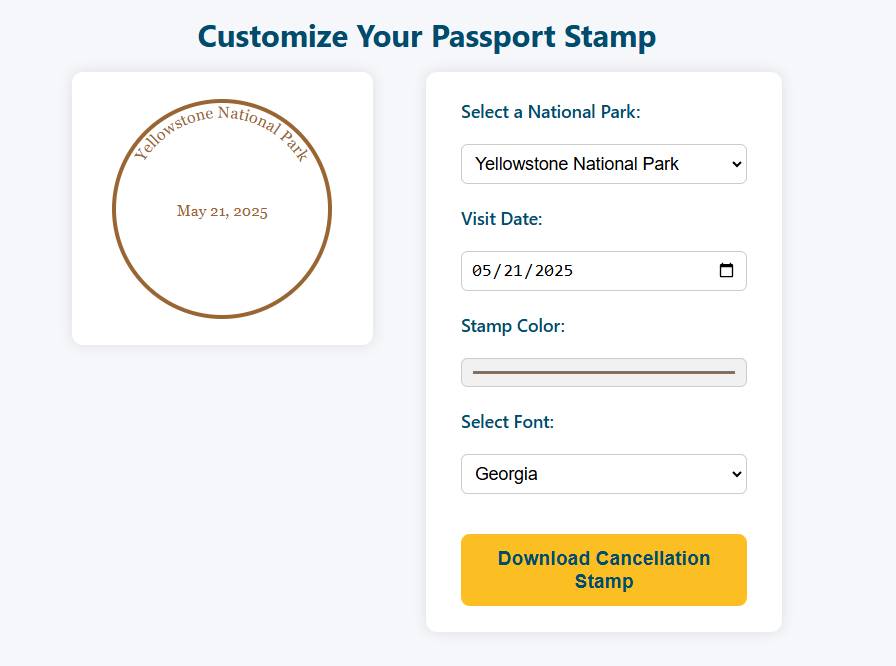 Customize Your Passport Stamp
Yellowstone National Park
May 21, 2025
Select a National Park:
Yellowstone National Park
Visit Date:
05/21/2025
Stamp Color:
Select Font:
Georgia
Download Cancellation
Stamp